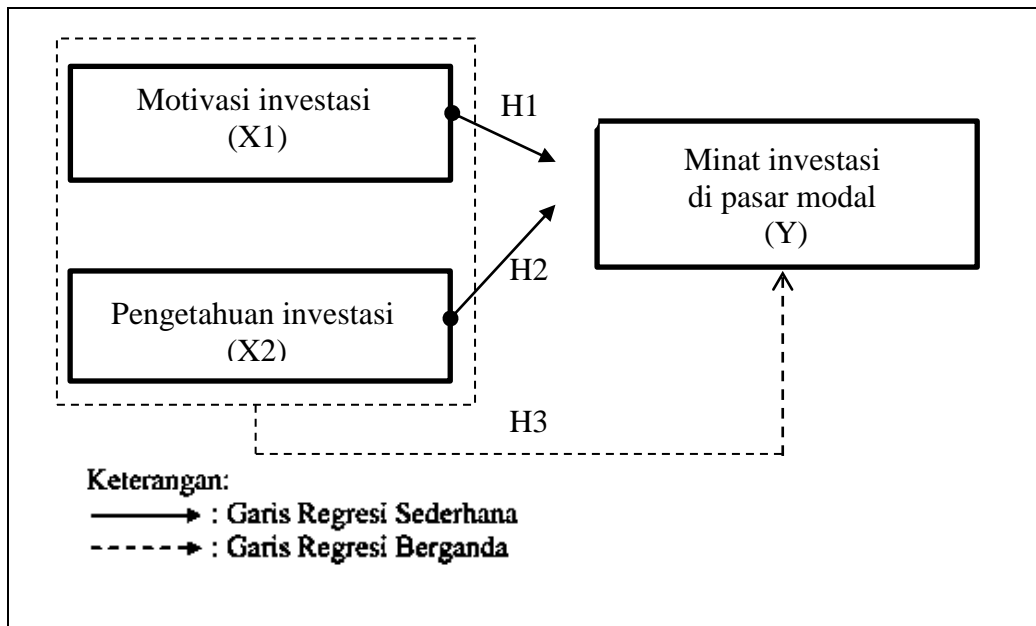 Motivasi investasi
(X1)
H1
Minat investasi
di pasar modal
(Y)
H2
Pengetahuan investasi
(X2)
H3
Keterangan:
: Garis Regresi Sederhana
: Garis Regresi Berganda